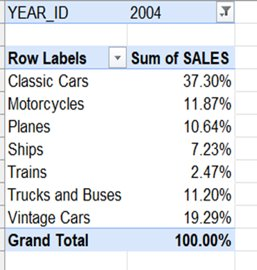 YEAR_ID 2004
Row Labels Sum of SALES
Classic Cars 37.30%
Motorcycles 11.87%
Planes 10.64%
Ships 7.23%
Trains 2.47%
Trucks and Buses 11.20%
Vintage Cars 19.29%
Grand Total 100.00%